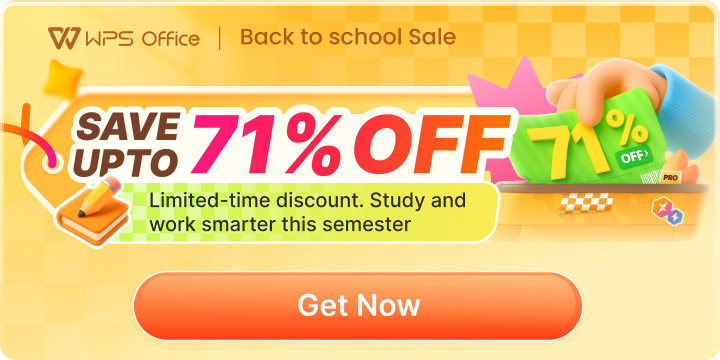 WPS Office | Back to school Sale
SAVE
UPTO
71% OFF
71%
OFF
PRO
Limited-time discount. Study and
work smarter this semester
Get Now